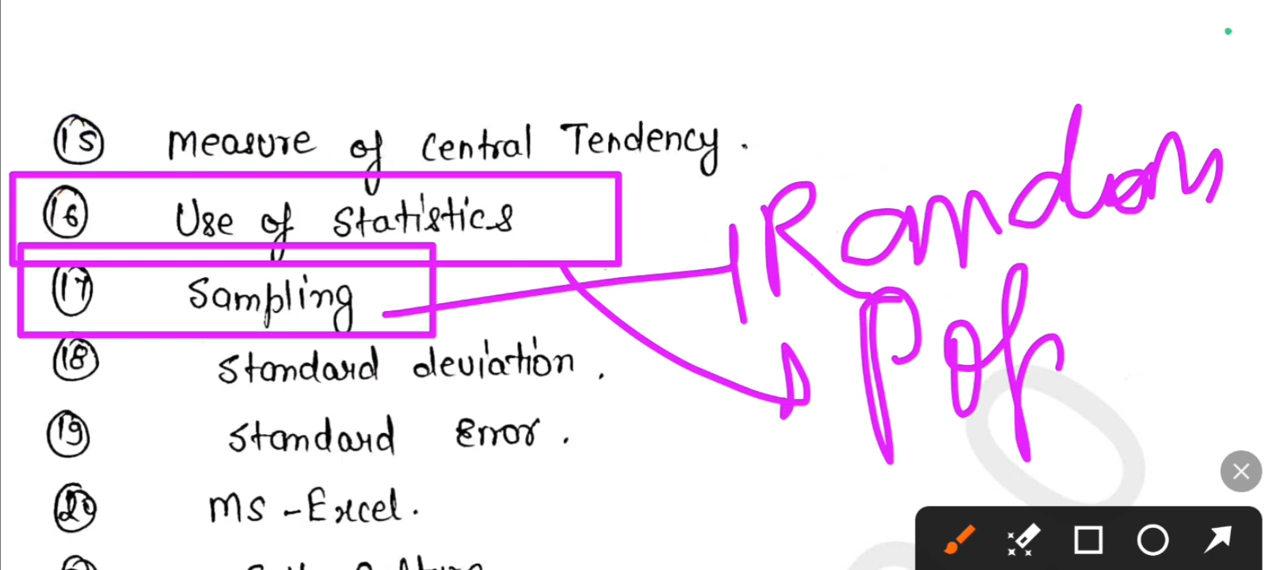 15 Measure of Central Tendency.
16 Use of Statistics
17 Sampling
Random
Pop
18 Standard deviation.
19 Standard Error.
20 MS-Excel.